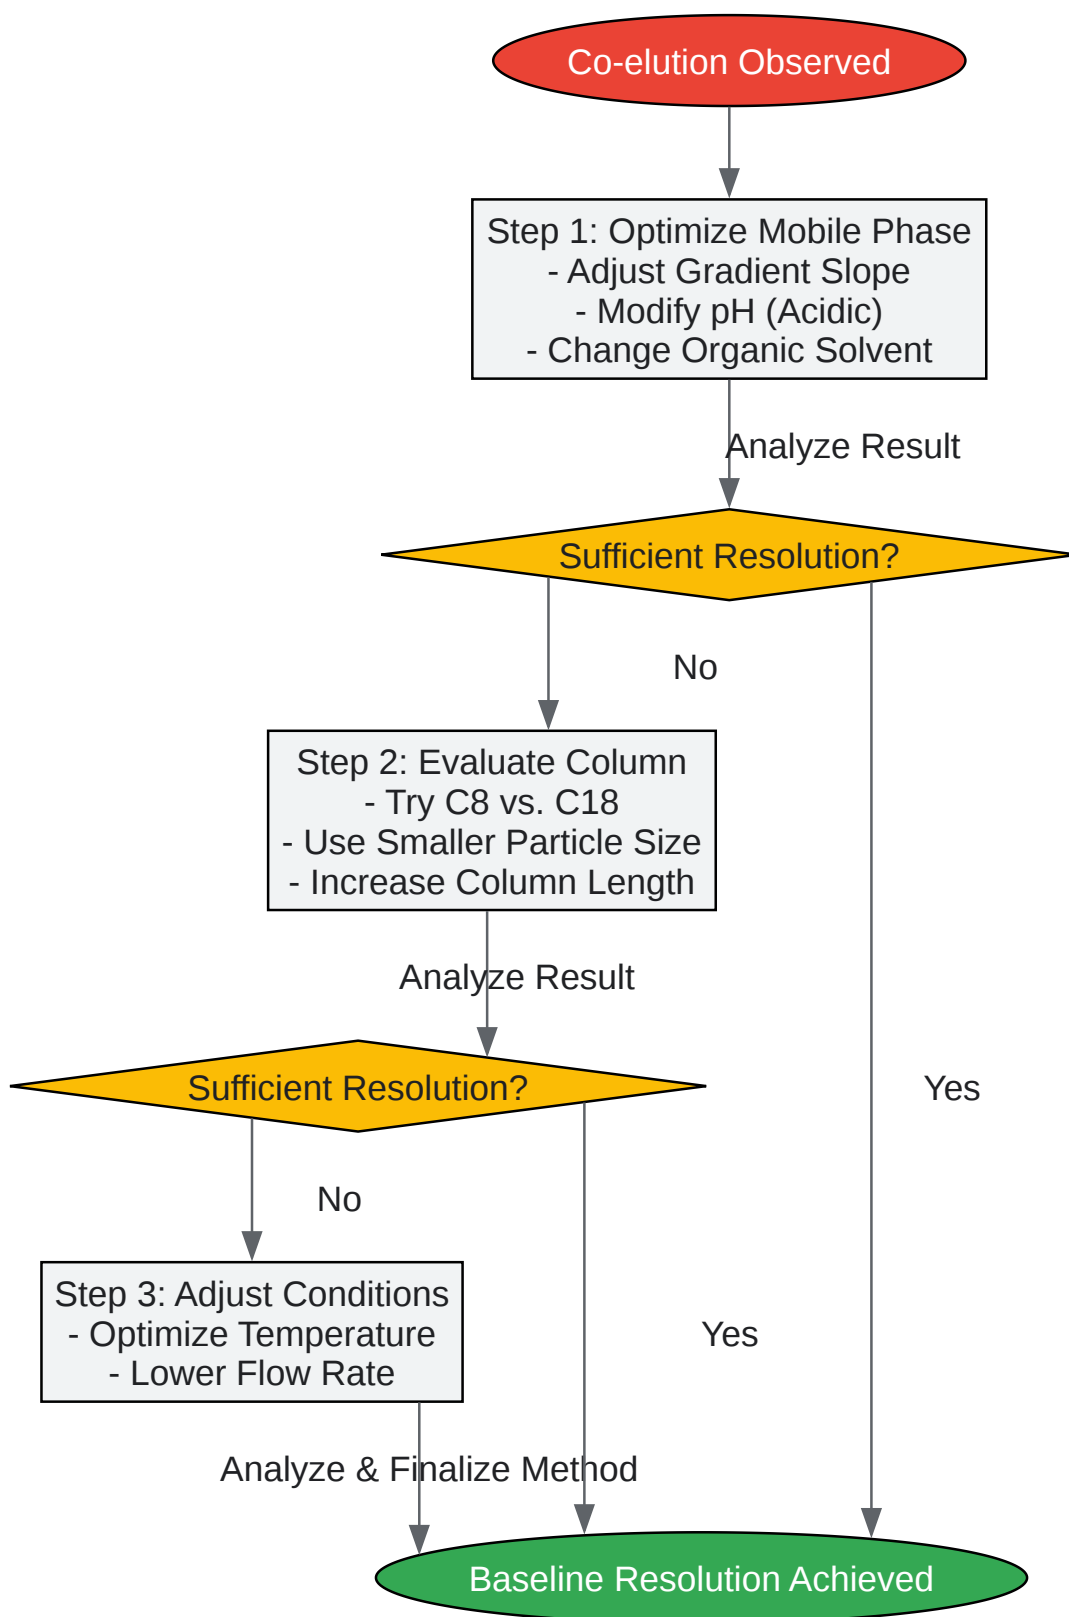 Co-elution Observed
Step 1: Optimize Mobile Phase
- Adjust Gradient Slope
- Modify pH (Acidic)
- Change Organic Solvent
Analyze Result
Sufficient Resolution?
No
Step 2: Evaluate Column
- Try C8 vs. C18
- Use Smaller Particle Size
- Increase Column Length
Analyze Result
Sufficient Resolution?
Yes
No
Step 3: Adjust Conditions
- Optimize Temperature
- Lower Flow Rate
Yes
Analyze & Finalize Method
Baseline Resolution Achieved